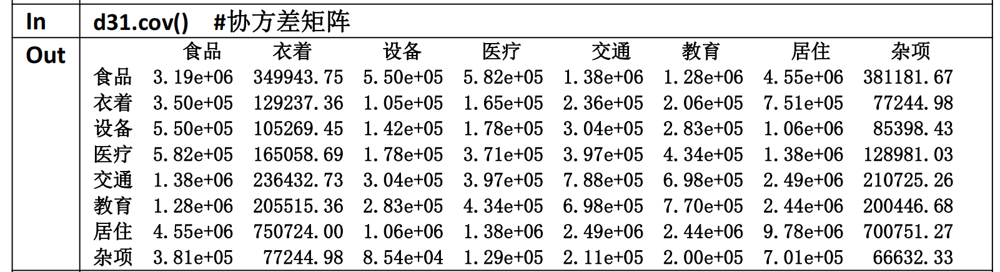 In d31.cov() #协方差矩阵
Out 食品 衣着 设备 医疗 交通 教育 居住 杂项
食品 3.19e+06 349943.75 5.50e+05 5.82e+05 1.38e+06 1.28e+06 4.55e+06 381181.67
衣着 3.50e+05 129237.36 1.05e+05 1.65e+05 2.36e+05 2.06e+05 7.51e+05 77244.98
设备 5.50e+05 105269.45 1.42e+05 1.78e+05 3.04e+05 2.83e+05 1.06e+06 85398.43
医疗 5.82e+05 165058.69 1.78e+05 3.71e+05 3.97e+05 4.34e+05 1.38e+06 128981.03
交通 1.38e+06 236432.73 3.04e+05 3.97e+05 7.88e+05 6.98e+05 2.49e+06 210725.26
教育 1.28e+06 205515.36 2.83e+05 4.34e+05 6.98e+05 7.70e+05 2.44e+06 200446.68
居住 4.55e+06 750724.00 1.06e+06 1.38e+06 2.49e+06 2.44e+06 9.78e+06 700751.27
杂项 3.81e+05 77244.98 8.54e+04 1.29e+05 2.11e+05 2.00e+05 7.01e+05 66632.33